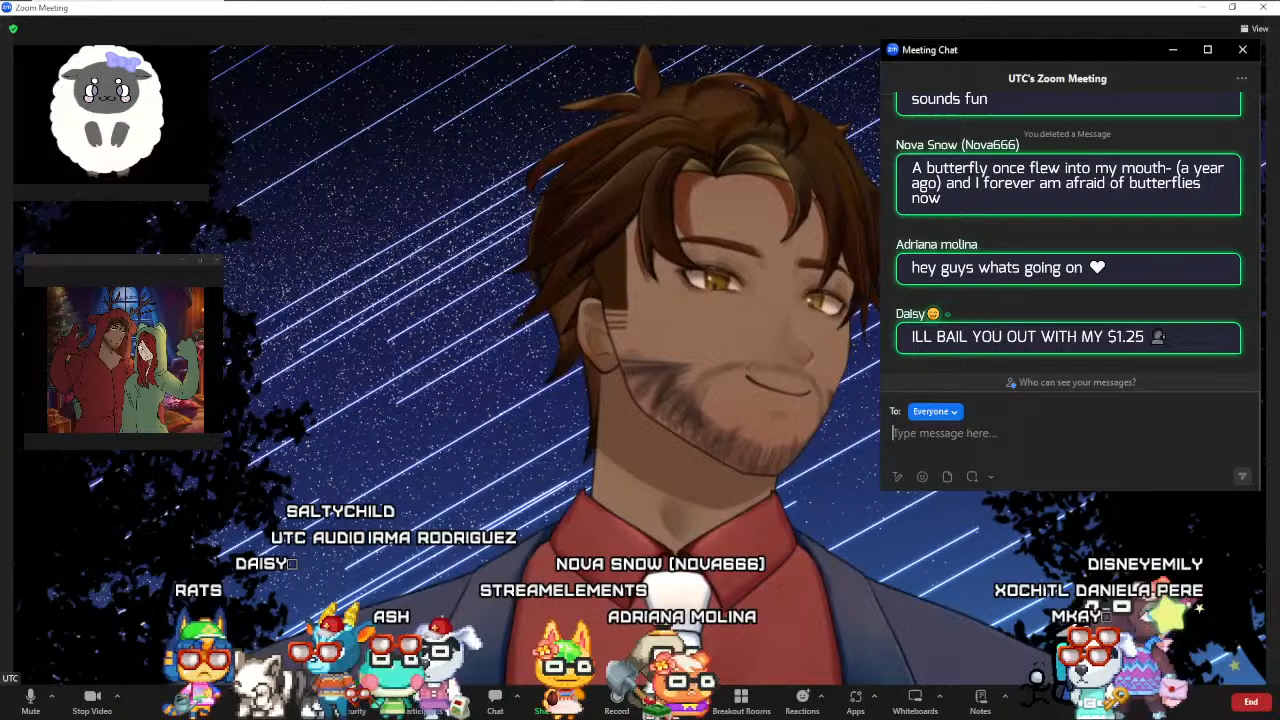 Zoom Meeting
View
Meeting Chat
UTC's Zoom Meeting
sounds fun
You deleted a Message
Nova Snow (Nova666)
A butterfly once flew into my mouth- (a year
ago) and I forever am afraid of butterflies
now
Adriana molina
hey guys whats going on
Daisy
ILL BAIL YOU OUT WITH MY $1.25
Who can see your messages?
To: Everyone
Type message here...
SALTYCHILD
UTC AUDIO IRMA RODRIGUEZ
DAISY
NOVA SNOW (NOVA666)
DISNEYEMILY
RATS
STREAMELEMENTS
XOCHITL DANIELA PERE
ASH
ADRIANA MOLINA
MKAY
UTC
Mute
Stop Video
Chat
Record
Breakout Rooms
Reactions
Apps
Whiteboards
Notes
End